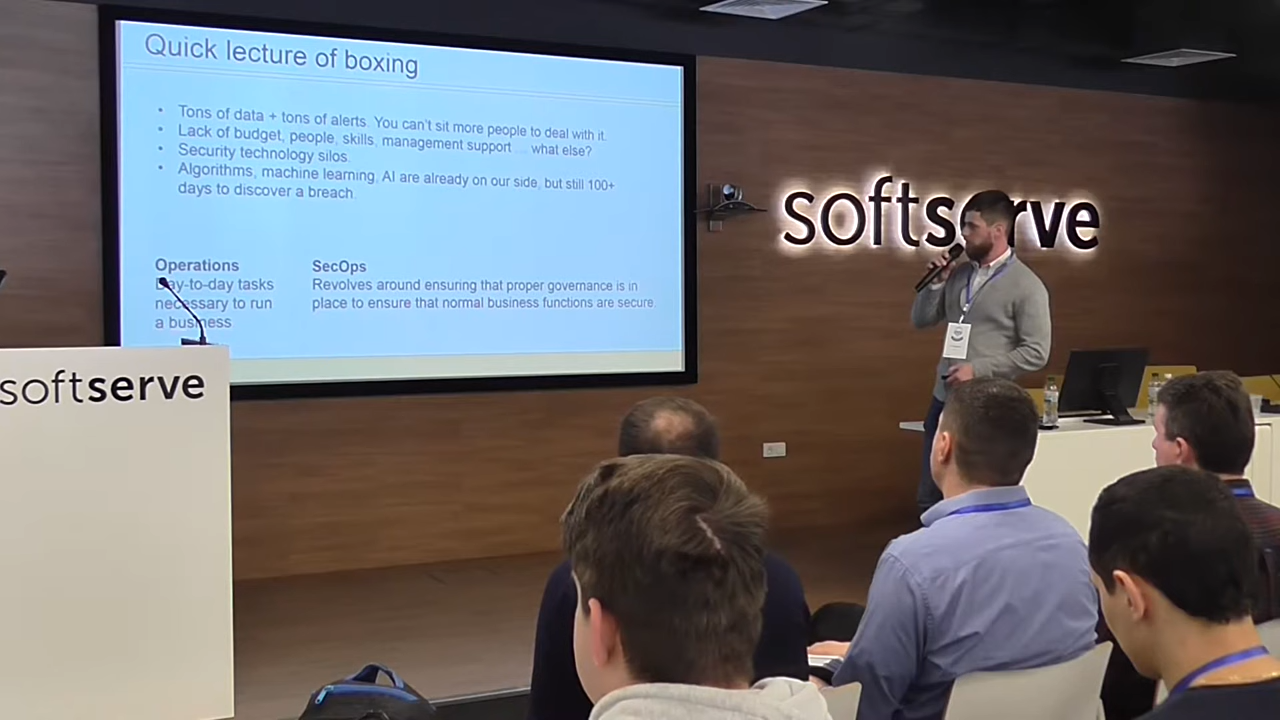 Quick lecture of boxing
• Tons of data + tons of alerts. You can't sit more people to deal with it.
• Lack of budget, people, skills, management support … what else?
• Security technology silos.
• Algorithms, machine learning, AI are already on our side, but still 100+
days to discover a breach.
Operations
Day-to-day tasks
necessary to run
a business
SecOps
Revolves around ensuring that proper governance is in
place to ensure that normal business functions are secure.
softserve
softserve